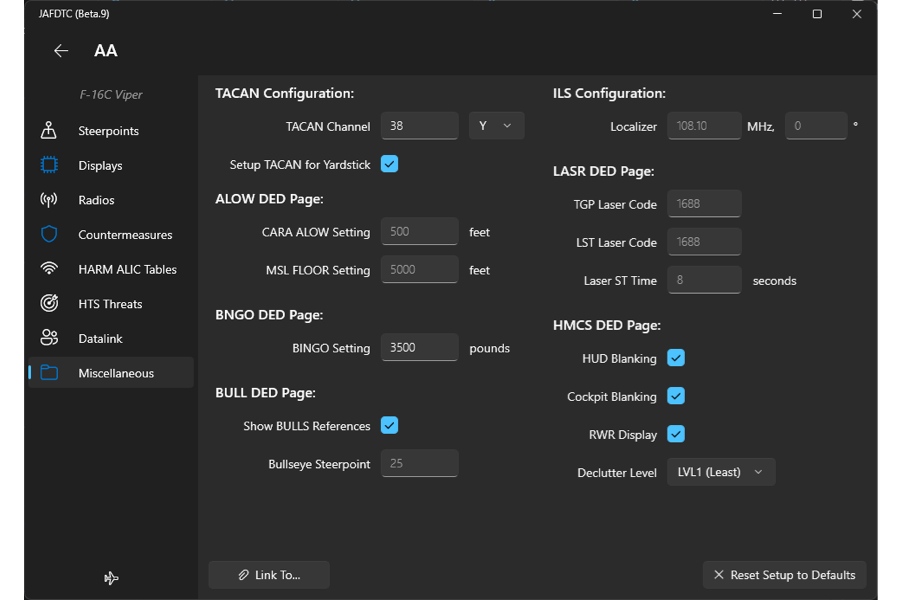 JAFDTC (Beta.9)
AA
F-16C Viper
Steerpoints
Displays
Radios
Countermeasures
HARM ALIC Tables
HTS Threats
Datalink
Miscellaneous
TACAN Configuration:
TACAN Channel 38 Y
Setup TACAN for Yardstick
ALOW DED Page:
CARA ALOW Setting 500 feet
MSL FLOOR Setting 5000 feet
BNGO DED Page:
BINGO Setting 3500 pounds
BULL DED Page:
Show BULLS References
Bullseye Steerpoint 25
ILS Configuration:
Localizer 108.10 MHz, 0 °
LASR DED Page:
TGP Laser Code 1688
LST Laser Code 1688
Laser ST Time 8 seconds
HMCS DED Page:
HUD Blanking
Cockpit Blanking
RWR Display
Declutter Level LVL1 (Least)
Link To...
Reset Setup to Defaults